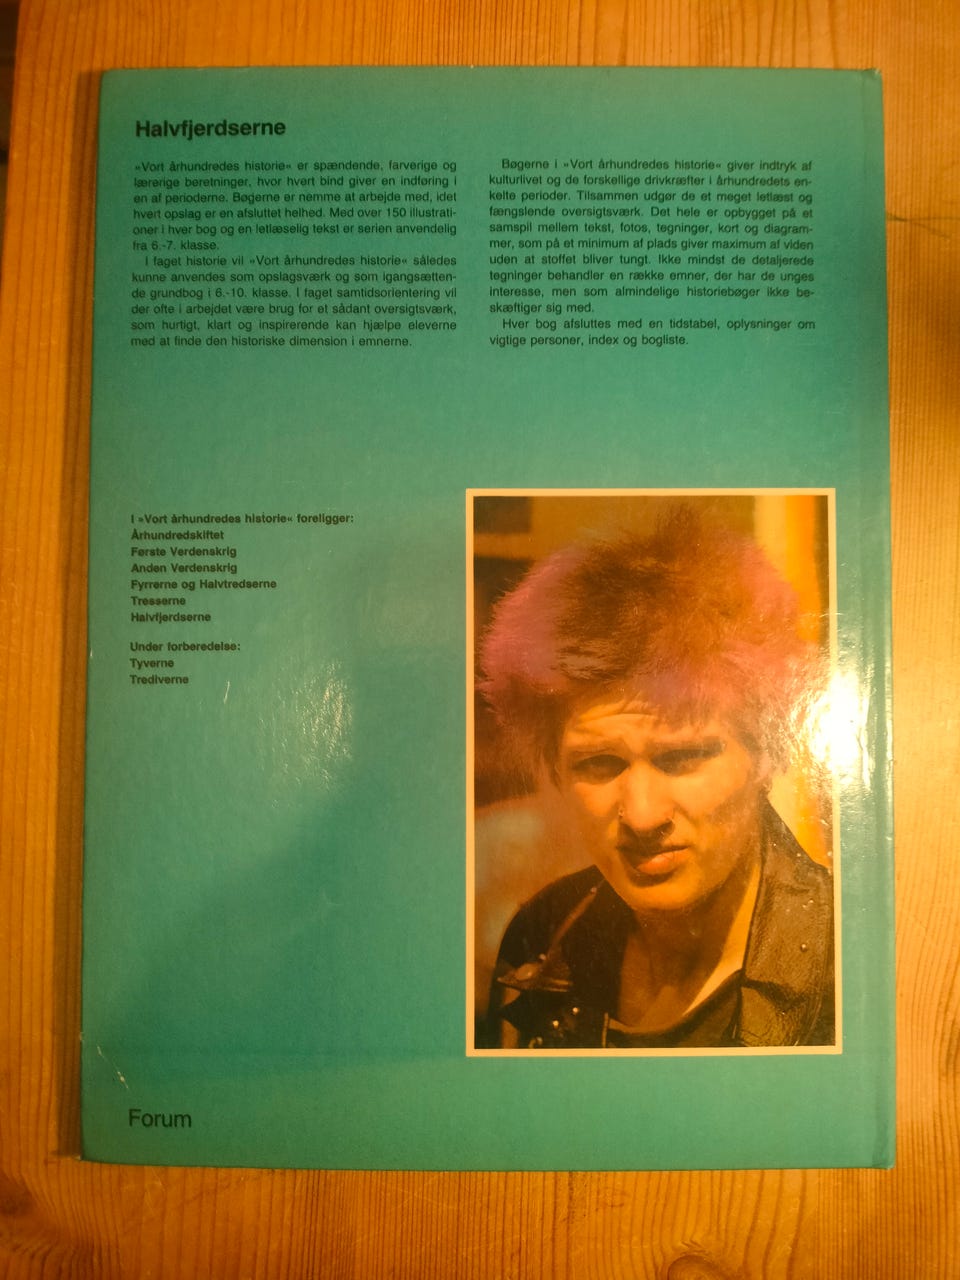 Halvfjerdserne
»Vort århundredes historie« er spændende, farverige og
lærerige beretninger, hvor hvert bind giver en indføring i
en af perioderne. Bøgerne er nemme at arbejde med, idet
hvert opslag er en afsluttet helhed. Med over 150 illustrati-
oner i hver bog og en letlæselig tekst er serien anvendelig
fra 6.-7. klasse.
I faget historie vil »Vort århundredes historie« således
kunne anvendes som opslagsværk og som igangsætten-
de grundbog i 6.-10. klasse. I faget samtidsorientering vil
der ofte i arbejdet være brug for et sådant oversigtsværk,
som hurtigt, klart og inspirerende kan hjælpe eleverne
med at finde den historiske dimension i emnerne.
Bøgerne i »Vort århundredes historie« giver indtryk af
kulturlivet og de forskellige drivkræfter i århundredets en-
kelte perioder. Tilsammen udgør de et meget letlæst og
fængslende oversigtsværk. Det hele er opbygget på et
samspil mellem tekst, fotos, tegninger, kort og diagram-
mer, som på et minimum af plads giver maximum af viden
uden at stoffet bliver tungt. Ikke mindst de detaljerede
tegninger behandler en række emner, der har de unges
interesse, men som almindelige historiebøger ikke be-
skæftiger sig med.
Hver bog afsluttes med en tidstabel, oplysninger om
vigtige personer, index og bogliste.
I »Vort århundredes historie« foreligger:
Århundredskiftet
Første Verdenskrig
Anden Verdenskrig
Fyrrerne og Halvtredserne
Tresserne
Halvfjerdserne
Under forberedelse:
Tyverne
Trediverne
Forum